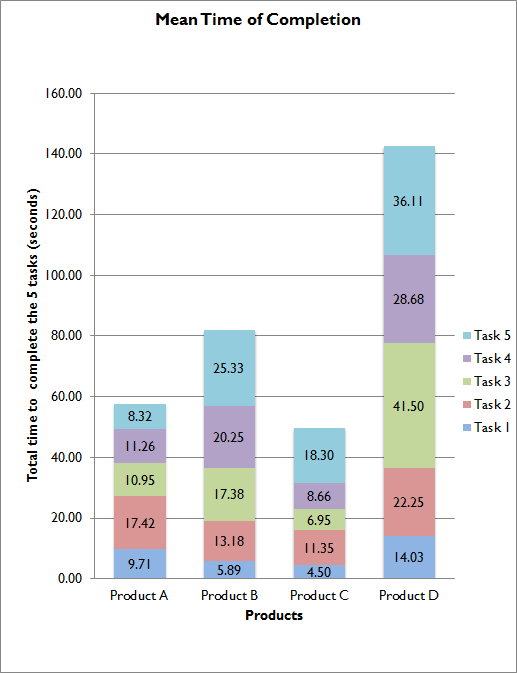 Mean Time of Completion
160.00
140.00
120.00
100.00
80.00
60.00
40.00
20.00
0.00
Total time to complete the 5 tasks (seconds)
8.32
11.26
10.95
17.42
9.71
25.33
20.25
17.38
13.18
5.89
18.30
8.66
6.95
11.35
4.50
36.11
28.68
41.50
22.25
14.03
Product A
Product B
Product C
Product D
Products
Task 5
Task 4
Task 3
Task 2
Task 1